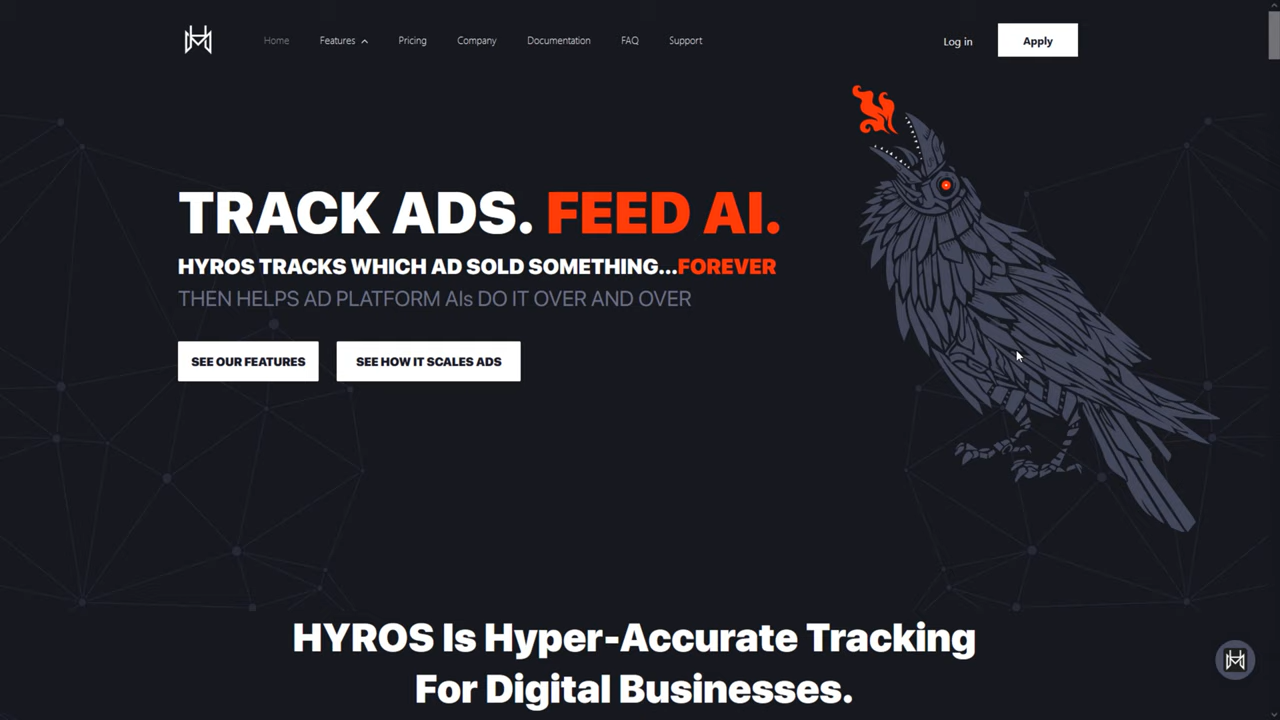 Home
Features
Pricing
Company
Documentation
FAQ
Support
Log in
Apply
TRACK ADS. FEED AI.
HYROS TRACKS WHICH AD SOLD SOMETHING...FOREVER
THEN HELPS AD PLATFORM AIs DO IT OVER AND OVER
SEE OUR FEATURES
SEE HOW IT SCALES ADS
HYROS Is Hyper-Accurate Tracking
For Digital Businesses.